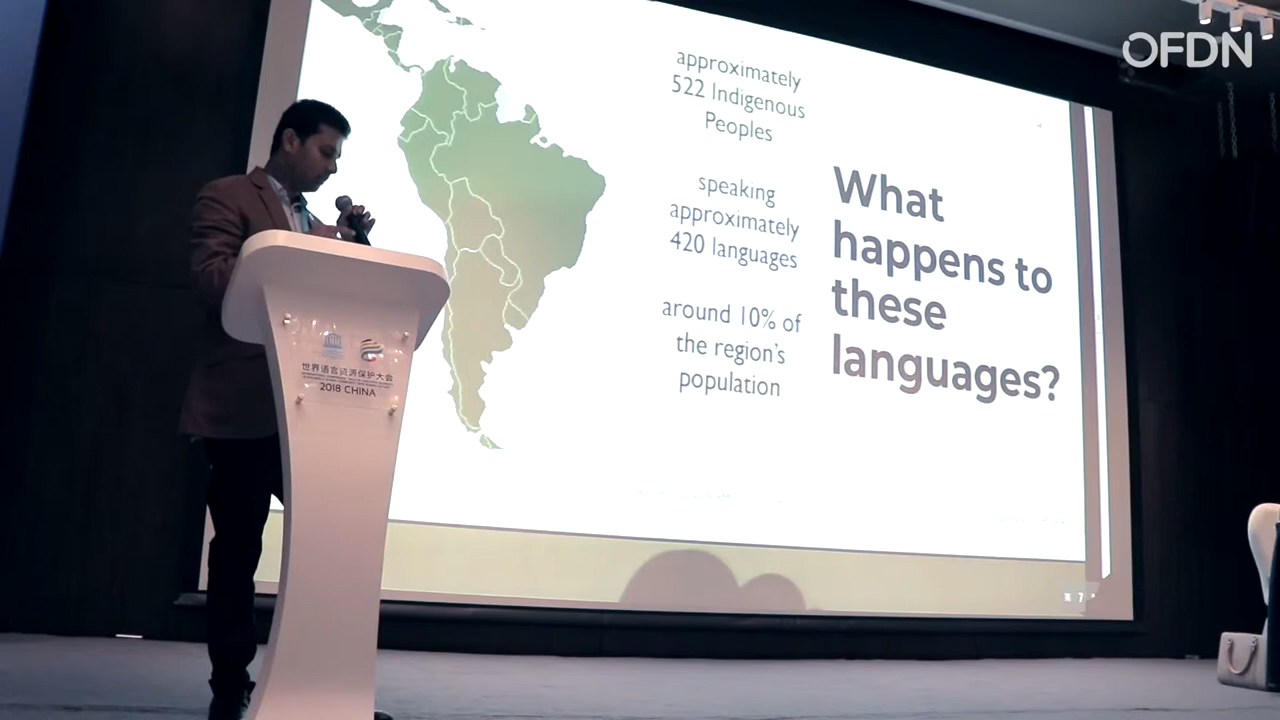 OFDN
approximately
522 Indigenous
Peoples
speaking
approximately
420 languages
around 10% of
the region's
population
What
happens to
these
languages?
世界语言资源保护大会
2018 CHINA
7